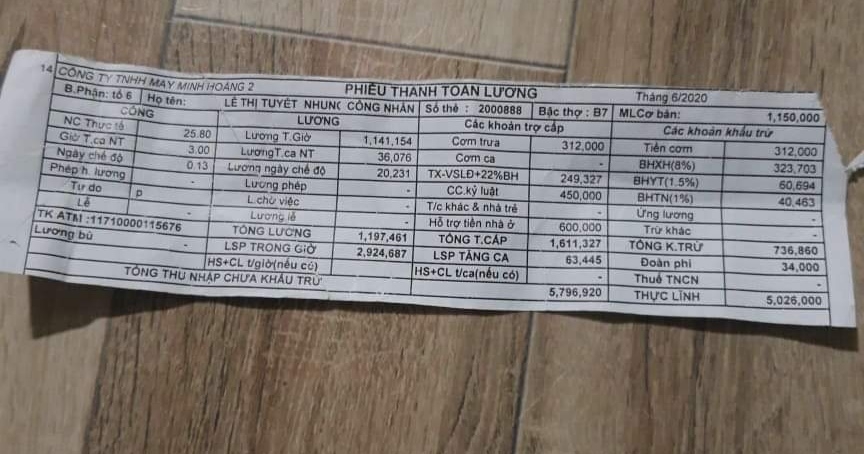 14 CÔNG TY TNHH MAY MINH HOÀNG 2 PHIẾU THANH TOÁN LƯƠNG Tháng 6/2020
B.Phận: tổ 6 Họ tên: LÊ THỊ TUYẾT NHUNG CÔNG NHÂN Số thẻ : 2000888 Bậc thợ : B7 MLCơ bản: 1,150,000
CÔNG LƯƠNG Các khoản trợ cấp Các khoản khấu trừ
NC Thực tế 25.80 Lương T.Giờ 1,141,154 Cơm trưa 312,000 Tiền cơm 312,000
Giờ T.ca NT 3.00 LươngT.ca NT 36,076 Cơm ca - BHXH(8%) 323,703
Ngày chế độ 0.13 Lương ngày chế độ 20,231 TX-VSLĐ+22%BH 249,327 BHYT(1.5%) 60,694
Phép h. lương - Lương phép - CC.kỷ luật 450,000 BHTN(1%) 40,463
Tự do p L.chờ việc - T/c khác & nhà trẻ - Ứng lương -
Lễ - Lương lễ - Hỗ trợ tiền nhà ở 600,000 Trừ khác -
TK ATM :11710000115676 TỔNG LƯƠNG 1,197,461 TỔNG T.CẤP 1,611,327 TỔNG K.TRỪ 736,860
Lương bù - LSP TRONG GIỜ 2,924,687 LSP TĂNG CA 63,445 Đoàn phí 34,000
HS+CL t/giờ(nếu có) HS+CL t/ca(nếu có) - Thuế TNCN -
TỔNG THU NHẬP CHƯA KHẤU TRỪ 5,796,920 THỰC LĨNH 5,026,000